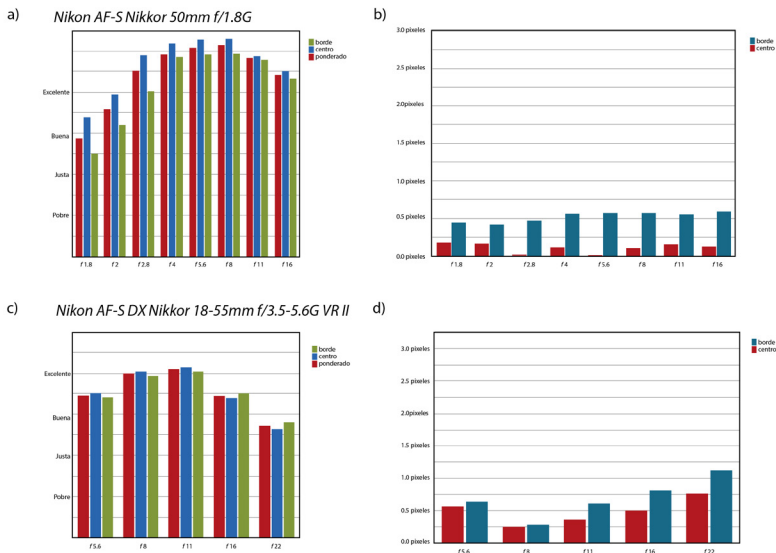 a)
Nikon AF-S Nikkor 50mm f/1.8G
borde
centro
ponderado
Excelente
Buena
Justa
Pobre
f 1.8 f 2 f 2.8 f 4 f 5.6 f 8 f 11 f 16
b)
3.0 pixeles
borde
centro
2.5 pixeles
2.0pixeles
1.5 pixeles
1.0 pixeles
0.5 pixeles
0.0 pixeles
f 1.8 f 2 f 2.8 f 4 f 5.6 f 8 f 11 f 16
c)
Nikon AF-S DX Nikkor 18-55mm f/3.5-5.6G VR II
borde
centro
ponderado
Excelente
Buena
Justa
Pobre
f 5.6 f 8 f 11 f 16 f 22
d)
borde
3.0 pixeles
centro
2.5 pixeles
2.0pixeles
1.5 pixeles
1.0 pixeles
0.5 pixeles
0.0 pixeles
f 5.6 f 8 f 11 f 16 f 22